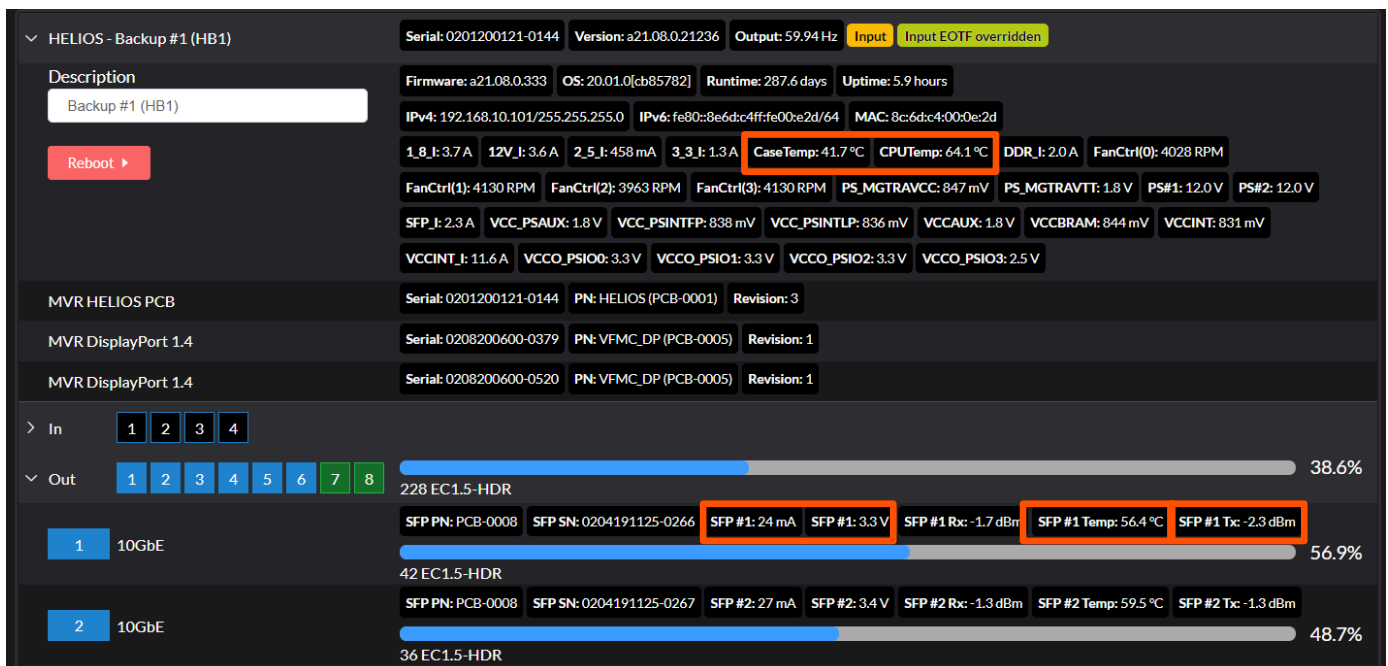 HELIOS - Backup #1 (HB1) Serial: 0201200121-0144 Version: a21.08.0.21236 Output: 59.94 Hz Input Input EOTF overridden
Description Firmware: a21.08.0.333 OS: 20.01.0[cb85782] Runtime: 287.6 days Uptime: 5.9 hours
Backup #1 (HB1) IPv4: 192.168.10.101/255.255.255.0 IPv6: fe80::8e6d:c4ff:fe00:e2d/64 MAC: 8c:6d:c4:00:0e:2d
Reboot 1_8_I: 3.7 A 12V_I: 3.6 A 2_5_I: 458 mA 3_3_I: 1.3 A CaseTemp: 41.7 °C CPUTemp: 64.1 °C DDR_I: 2.0 A FanCtrl(0): 4028 RPM
FanCtrl(1): 4130 RPM FanCtrl(2): 3963 RPM FanCtrl(3): 4130 RPM PS_MGTRAVCC: 847 mV PS_MGTRAVTT: 1.8 V PS#1: 12.0 V PS#2: 12.0 V
SFP_I: 2.3 A VCC_PSAUX: 1.8 V VCC_PSINTFP: 838 mV VCC_PSINTLP: 836 mV VCCAUX: 1.8 V VCCBRAM: 844 mV VCCINT: 831 mV
VCCINT_I: 11.6 A VCCO_PSIO0: 3.3 V VCCO_PSIO1: 3.3 V VCCO_PSIO2: 3.3 V VCCO_PSIO3: 2.5 V
MVR HELIOS PCB Serial: 0201200121-0144 PN: HELIOS (PCB-0001) Revision: 3
MVR DisplayPort 1.4 Serial: 0208200600-0379 PN: VFMC_DP (PCB-0005) Revision: 1
MVR DisplayPort 1.4 Serial: 0208200600-0520 PN: VFMC_DP (PCB-0005) Revision: 1
In 1 2 3 4
Out 1 2 3 4 5 6 7 8 38.6%
228 EC1.5-HDR
SFP PN: PCB-0008 SFP SN: 0204191125-0266 SFP #1: 24 mA SFP #1: 3.3 V SFP #1 Rx: -1.7 dBm SFP #1 Temp: 56.4 °C SFP #1 Tx: -2.3 dBm
1 10GbE 56.9%
42 EC1.5-HDR
SFP PN: PCB-0008 SFP SN: 0204191125-0267 SFP #2: 27 mA SFP #2: 3.4 V SFP #2 Rx: -1.3 dBm SFP #2 Temp: 59.5 °C SFP #2 Tx: -1.3 dBm
2 10GbE 48.7%
36 EC1.5-HDR